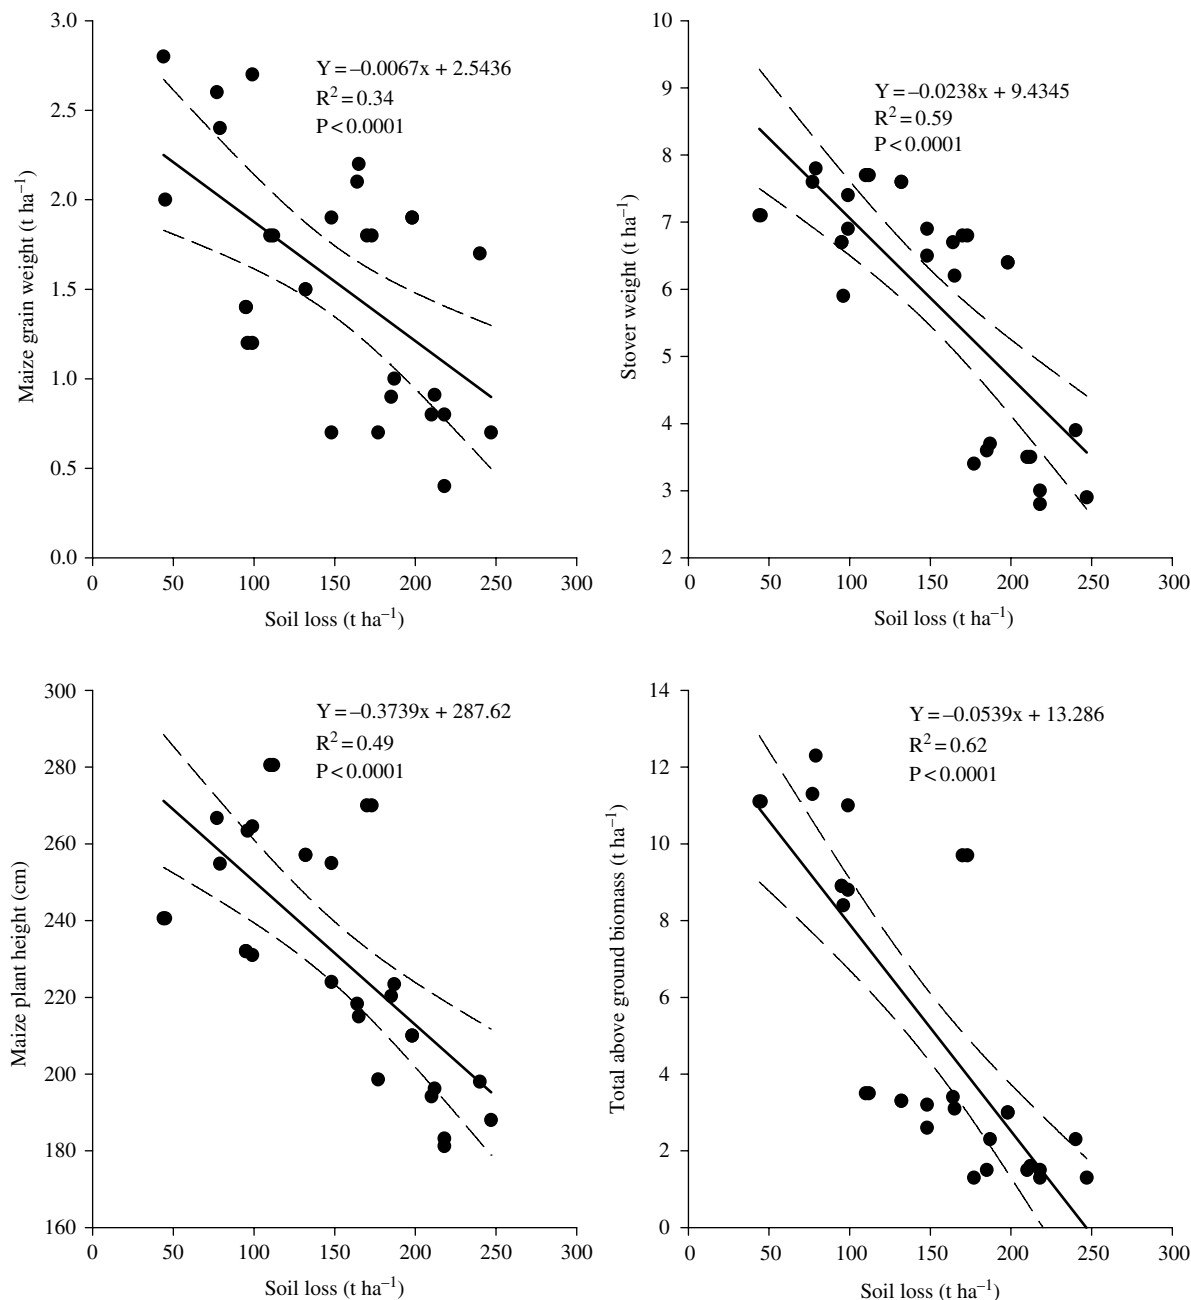 3.0
2.5
2.0
1.5
1.0
0.5
0.0
Maize grain weight (t ha⁻¹)
Y = –0.0067x + 2.5436
R² = 0.34
P < 0.0001
0 50 100 150 200 250 300
Soil loss (t ha⁻¹)
10
9
8
7
6
5
4
3
2
Stover weight (t ha⁻¹)
Y = –0.0238x + 9.4345
R² = 0.59
P < 0.0001
0 50 100 150 200 250 300
Soil loss (t ha⁻¹)
300
280
260
240
220
200
180
160
Maize plant height (cm)
Y = –0.3739x + 287.62
R² = 0.49
P < 0.0001
0 50 100 150 200 250 300
Soil loss (t ha⁻¹)
14
12
10
8
6
4
2
0
Total above ground biomass (t ha⁻¹)
Y = –0.0539x + 13.286
R² = 0.62
P < 0.0001
0 50 100 150 200 250 300
Soil loss (t ha⁻¹)